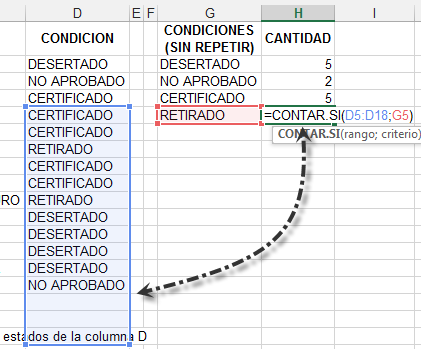 D E F G H I
CONDICION CONDICIONES (SIN REPETIR) CANTIDAD
DESERTADO DESERTADO 5
NO APROBADO NO APROBADO 2
CERTIFICADO CERTIFICADO 5
CERTIFICADO RETIRADO =CONTAR.SI(D5:D18;G5)
CERTIFICADO CONTAR.SI(rango; criterio)
RETIRADO
CERTIFICADO
CERTIFICADO
RO RETIRADO
DESERTADO
DESERTADO
DESERTADO
DESERTADO
NO APROBADO
estados de la columna D